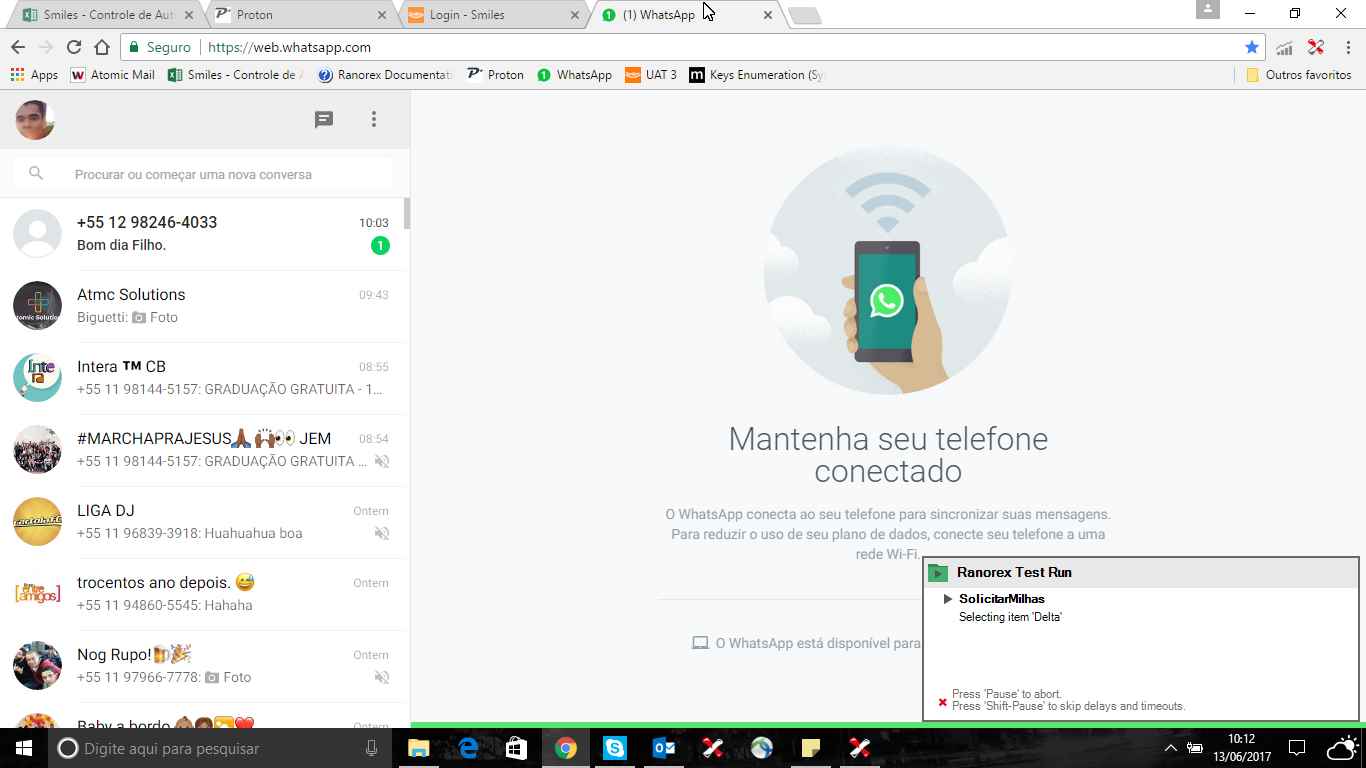 Smiles - Controle de Aut
Proton
Login - Smiles
(1) WhatsApp
Seguro
https://web.whatsapp.com
Apps
Atomic Mail
Smiles - Controle de
Ranorex Documentat
Proton
WhatsApp
UAT 3
Keys Enumeration (Sy
Outros favoritos
Procurar ou começar uma nova conversa
+55 12 98246-4033
10:03
Bom dia Filho.
1
Atmc Solutions
09:43
Biguetti: Foto
Intera ™ CB
08:55
+55 11 98144-5157: GRADUAÇÃO GRATUITA - 1...
#MARCHAPRAJESUS🙏🏾🙌🏾👀 JEM
08:54
+55 11 98144-5157: GRADUAÇÃO GRATUITA ...
LIGA DJ
Ontem
+55 11 96839-3918: Huahuahua boa
trocentos ano depois. 😅
Ontem
+55 11 94860-5545: Hahaha
Nog Rupo!🍺🎉
Ontem
+55 11 97966-7778: Foto
Baby a bordo
Ontem
Mantenha seu telefone
conectado
O WhatsApp conecta ao seu telefone para sincronizar suas mensagens.
Para reduzir o uso de seu plano de dados, conecte seu telefone a uma
rede Wi-Fi.
O WhatsApp está disponível para
Ranorex Test Run
SolicitarMilhas
Selecting item 'Delta'
Press 'Pause' to abort.
Press 'Shift-Pause' to skip delays and timeouts.
Digite aqui para pesquisar
10:12
13/06/2017